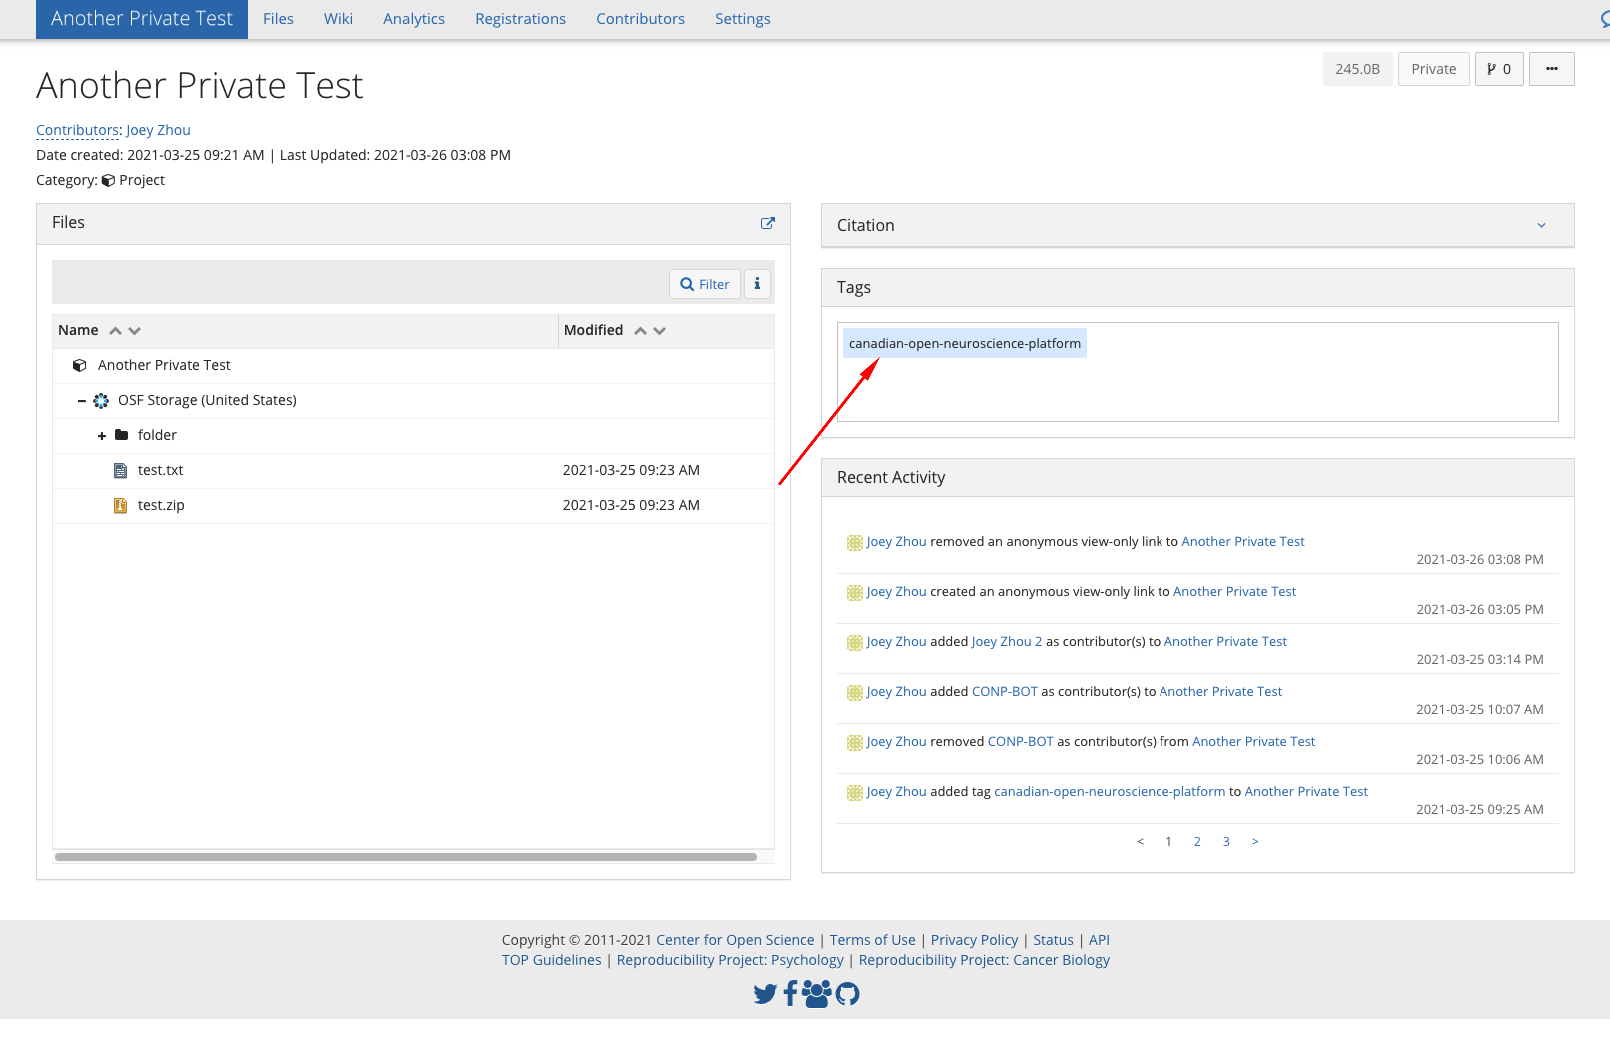 Another Private Test Files Wiki Analytics Registrations Contributors Settings
245.0B Private 0
Another Private Test
Contributors: Joey Zhou
Date created: 2021-03-25 09:21 AM | Last Updated: 2021-03-26 03:08 PM
Category: Project
Files
Filter
Name Modified
Another Private Test
OSF Storage (United States)
folder
test.txt 2021-03-25 09:23 AM
test.zip 2021-03-25 09:23 AM
Citation
Tags
canadian-open-neuroscience-platform
Recent Activity
Joey Zhou removed an anonymous view-only link to Another Private Test
2021-03-26 03:08 PM
Joey Zhou created an anonymous view-only link to Another Private Test
2021-03-26 03:05 PM
Joey Zhou added Joey Zhou 2 as contributor(s) to Another Private Test
2021-03-25 03:14 PM
Joey Zhou added CONP-BOT as contributor(s) to Another Private Test
2021-03-25 10:07 AM
Joey Zhou removed CONP-BOT as contributor(s) from Another Private Test
2021-03-25 10:06 AM
Joey Zhou added tag canadian-open-neuroscience-platform to Another Private Test
2021-03-25 09:25 AM
< 1 2 3 >
Copyright © 2011-2021 Center for Open Science | Terms of Use | Privacy Policy | Status | API
TOP Guidelines | Reproducibility Project: Psychology | Reproducibility Project: Cancer Biology